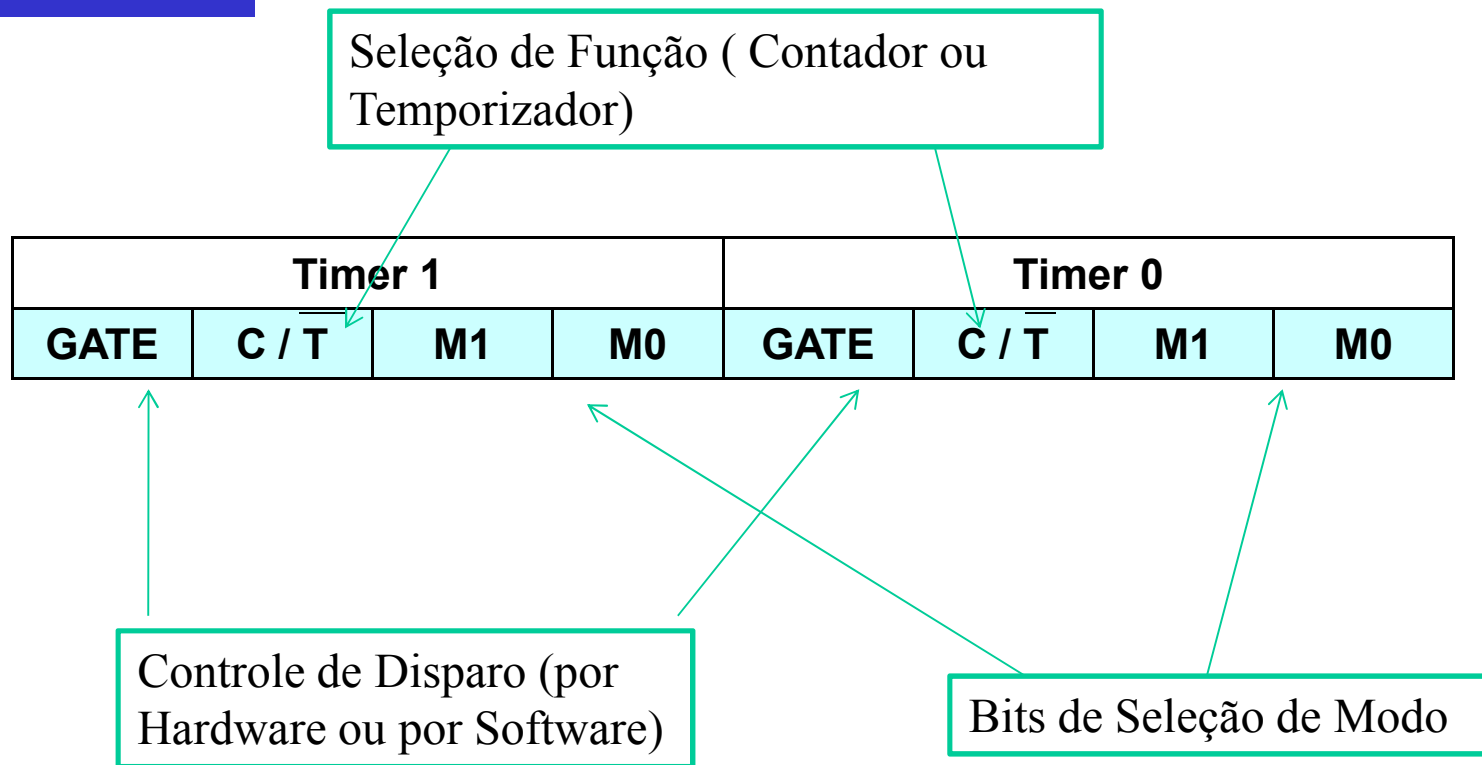 Seleção de Função ( Contador ou
Temporizador)
Timer 1 Timer 0
GATE C / T̅ M1 M0 GATE C / T̅ M1 M0
Controle de Disparo (por
Hardware ou por Software)
Bits de Seleção de Modo